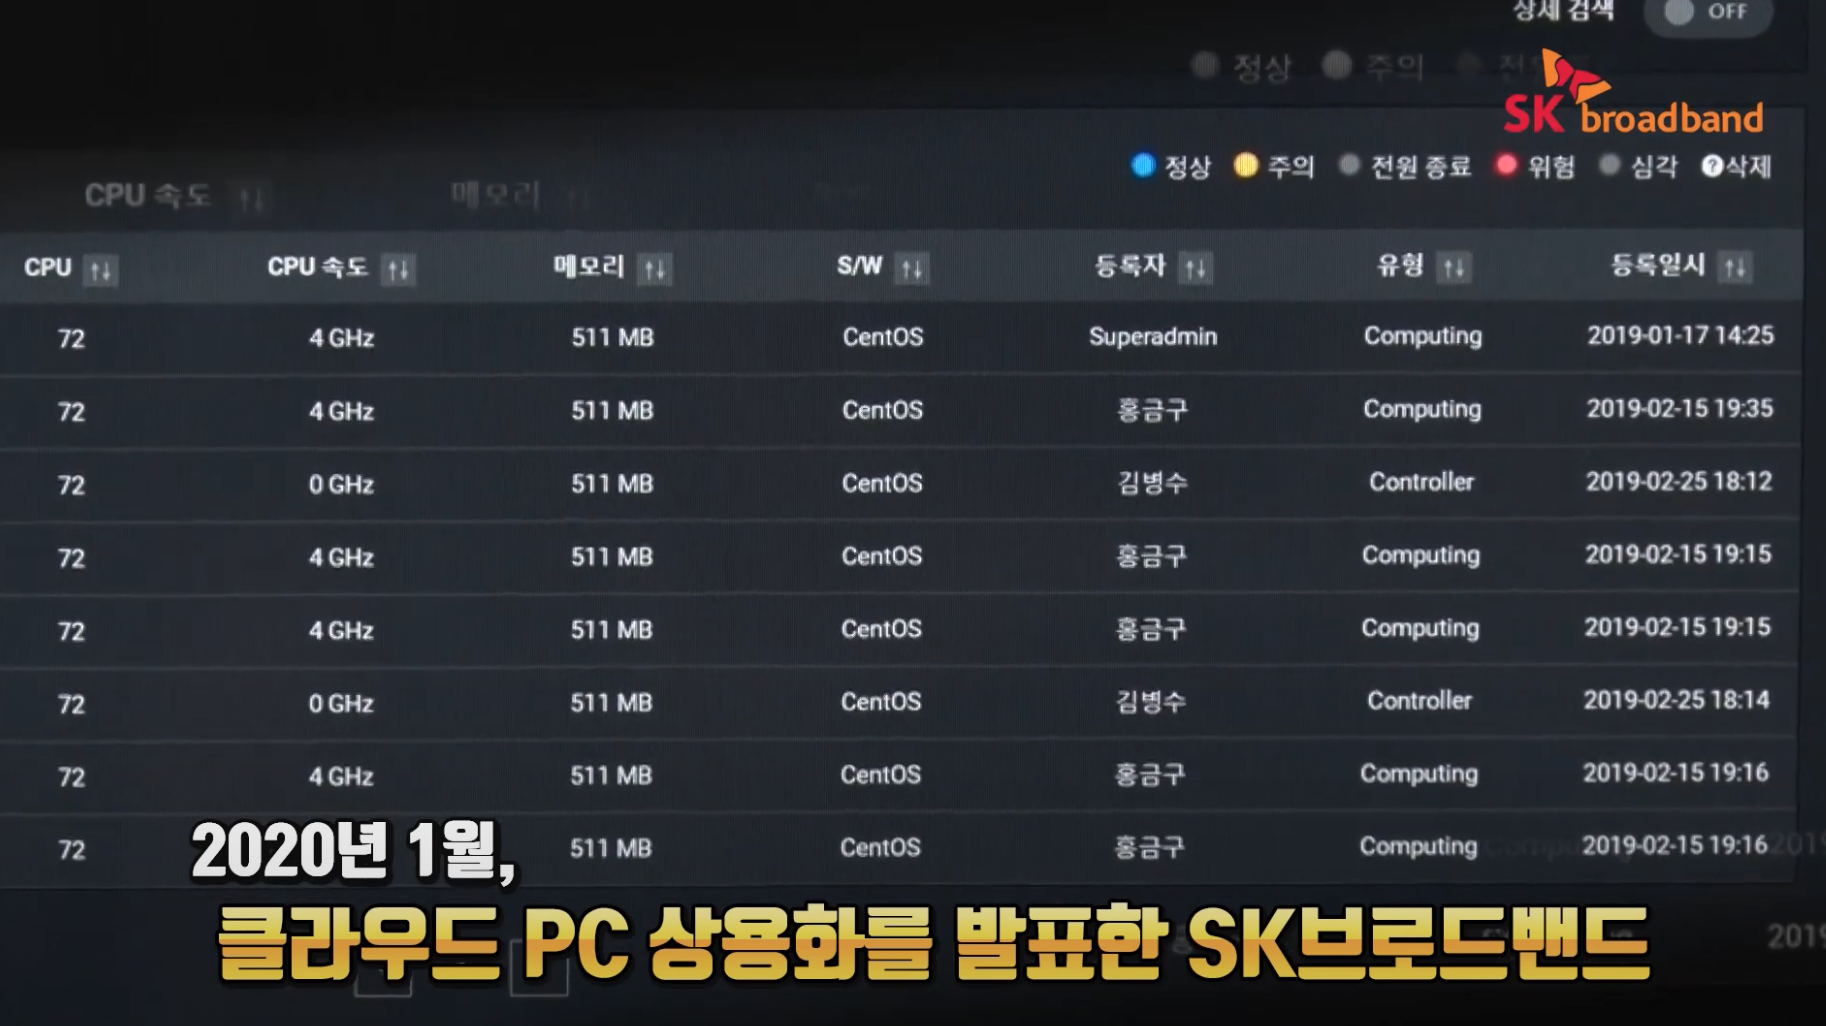 상세 검색 OFF
정상 주의
SK broadband
정상 주의 전원 종료 위험 심각 ?삭제
CPU 속도 메모리
CPU CPU 속도 메모리 S/W 등록자 유형 등록일시
72 4 GHz 511 MB CentOS Superadmin Computing 2019-01-17 14:25
72 4 GHz 511 MB CentOS 홍금구 Computing 2019-02-15 19:35
72 0 GHz 511 MB CentOS 김병수 Controller 2019-02-25 18:12
72 4 GHz 511 MB CentOS 홍금구 Computing 2019-02-15 19:15
72 4 GHz 511 MB CentOS 홍금구 Computing 2019-02-15 19:15
72 0 GHz 511 MB CentOS 김병수 Controller 2019-02-25 18:14
72 4 GHz 511 MB CentOS 홍금구 Computing 2019-02-15 19:16
72 511 MB CentOS 홍금구 Computing 2019-02-15 19:16
2020년 1월,
클라우드 PC 상용화를 발표한 SK브로드밴드